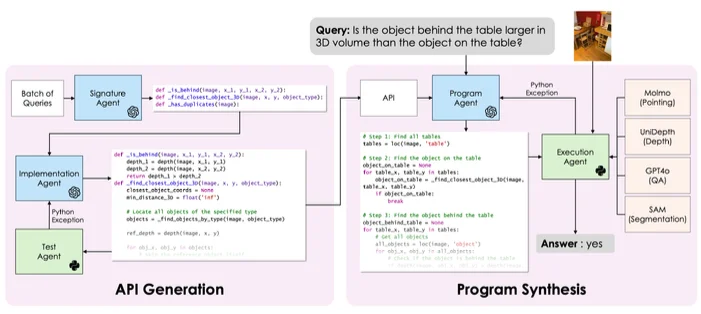 Query: Is the object behind the table larger in
3D volume than the object on the table?
Batch of
Queries
Signature
Agent
def _is_behind(image, x_1, y_1, x_2, y_2):
def _find_closest_object_3D(image, x, y, object_type):
def _has_duplicates(image):
Implementation
Agent
def _is_behind(image, x_1, y_1, x_2, y_2):
depth_1 = depth(image, x_1, y_1)
depth_2 = depth(image, x_2, y_2)
return depth_1 > depth_2
def _find_closest_object_3D(image, x, y, object_type):
closest_object_coords = None
min_distance_3D = float('inf')
# Locate all objects of the specified type
objects = _find_objects_by_type(image, object_type)
ref_depth = depth(image, x, y)
for obj_x, obj_y in objects:
Python
Exception
Test
Agent
API Generation
API
Program
Agent
Python
Exception
# Step 1: Find all tables
tables = loc(image, 'table')
# Step 2: Find the object on the table
object_on_table = None
for table_x, table_y in tables:
object_on_table = _find_closest_object_3D(image,
table_x, table_y)
if object_on_table:
break
# Step 3: Find the object behind the table
object_behind_table = None
for table_x, table_y in tables:
# Get all objects
all_objects = loc(image, 'object')
for obj_x, obj_y in all_objects:
# Check if the object is behind the table
Execution
Agent
Molmo
(Pointing)
UniDepth
(Depth)
GPT4o
(QA)
SAM
(Segmentation)
Answer : yes
Program Synthesis